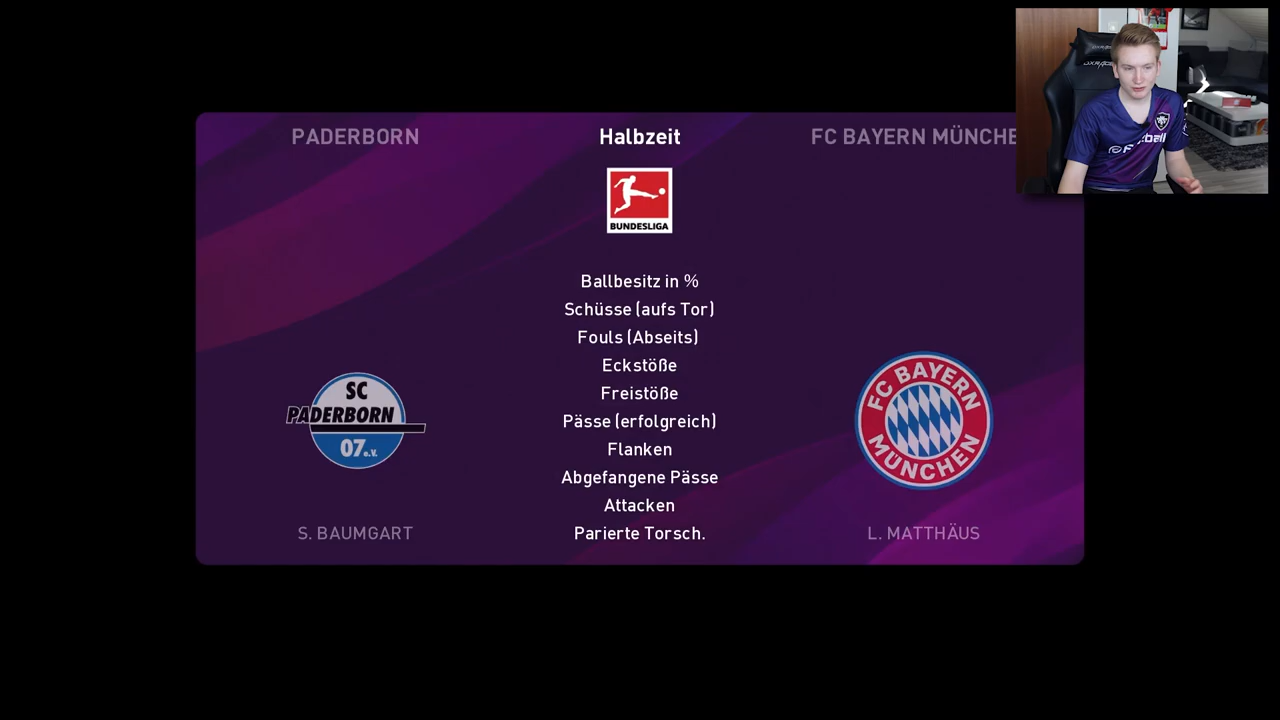 PADERBORN
Halbzeit
FC BAYERN MÜNCHE
BUNDESLIGA
Ballbesitz in %
Schüsse (aufs Tor)
Fouls (Abseits)
Eckstöße
Freistöße
Pässe (erfolgreich)
Flanken
Abgefangene Pässe
Attacken
Parierte Torsch.
SC
PADERBORN
07 e.V.
FC BAYERN
MÜNCHEN
S. BAUMGART
L. MATTHÄUS